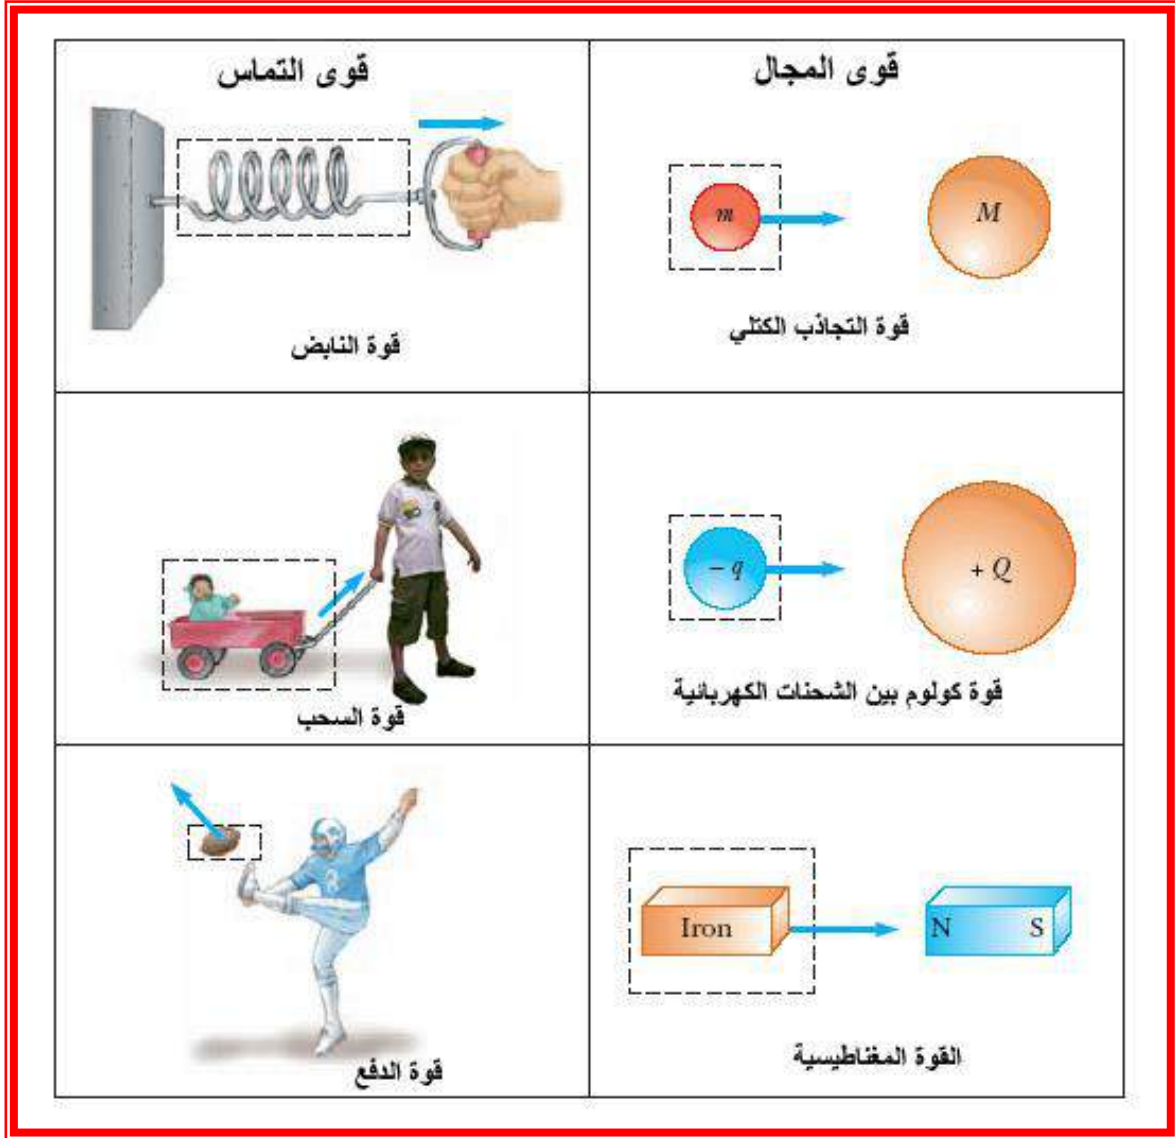 قوى المجال
m
M
قوة التجاذب الكتلي
قوى التماس
قوة النابض
- q
+ Q
قوة كولوم بين الشحنات الكهربائية
قوة السحب
Iron
N S
القوة المغناطيسية
قوة الدفع